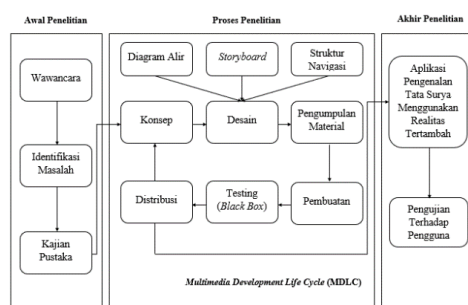 Awal Penelitian
Proses Penelitian
Akhir Penelitian
Wawancara
Identifikasi
Masalah
Kajian
Pustaka
Diagram Alir
Storyboard
Struktur
Navigasi
Konsep
Desain
Pengumpulan
Material
Distribusi
Testing
(Black Box)
Pembuatan
Multimedia Development Life Cycle (MDLC)
Aplikasi
Pengenalan
Tata Surya
Menggunakan
Realitas
Tertambah
Pengujian
Terhadap
Pengguna